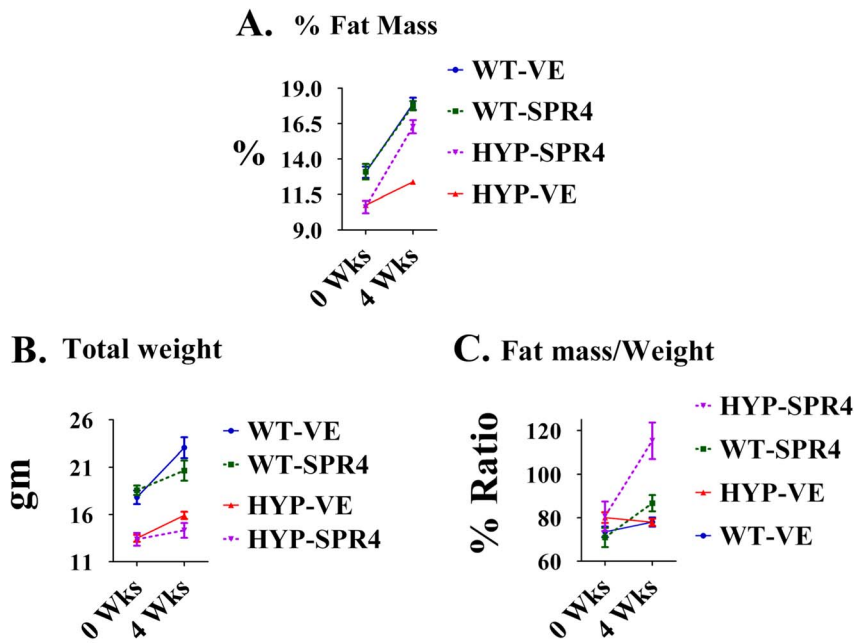 A. % Fat Mass
%
19.0
16.5
14.0
11.5
9.0
0 Wks
4 Wks
WT-VE
WT-SPR4
HYP-SPR4
HYP-VE
B. Total weight
gm
26
21
16
11
0 Wks
4 Wks
WT-VE
WT-SPR4
HYP-VE
HYP-SPR4
C. Fat mass/Weight
% Ratio
120
100
80
60
0 Wks
4 Wks
HYP-SPR4
WT-SPR4
HYP-VE
WT-VE